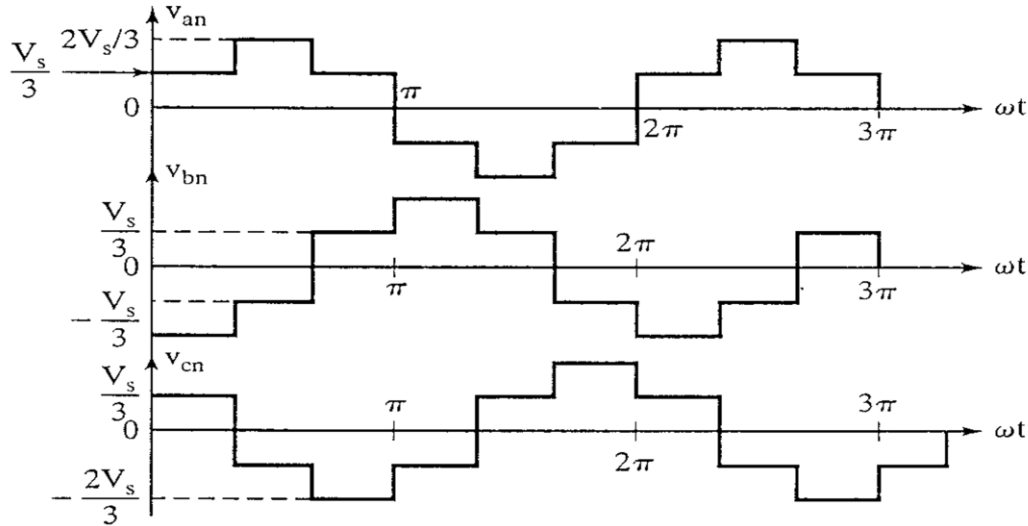 v_an
2V_s/3
V_s/3
0
π
2π
3π
ωt
v_bn
V_s/3
0
-V_s/3
π
2π
3π
ωt
v_cn
V_s/3
0
-2V_s/3
π
2π
3π
ωt